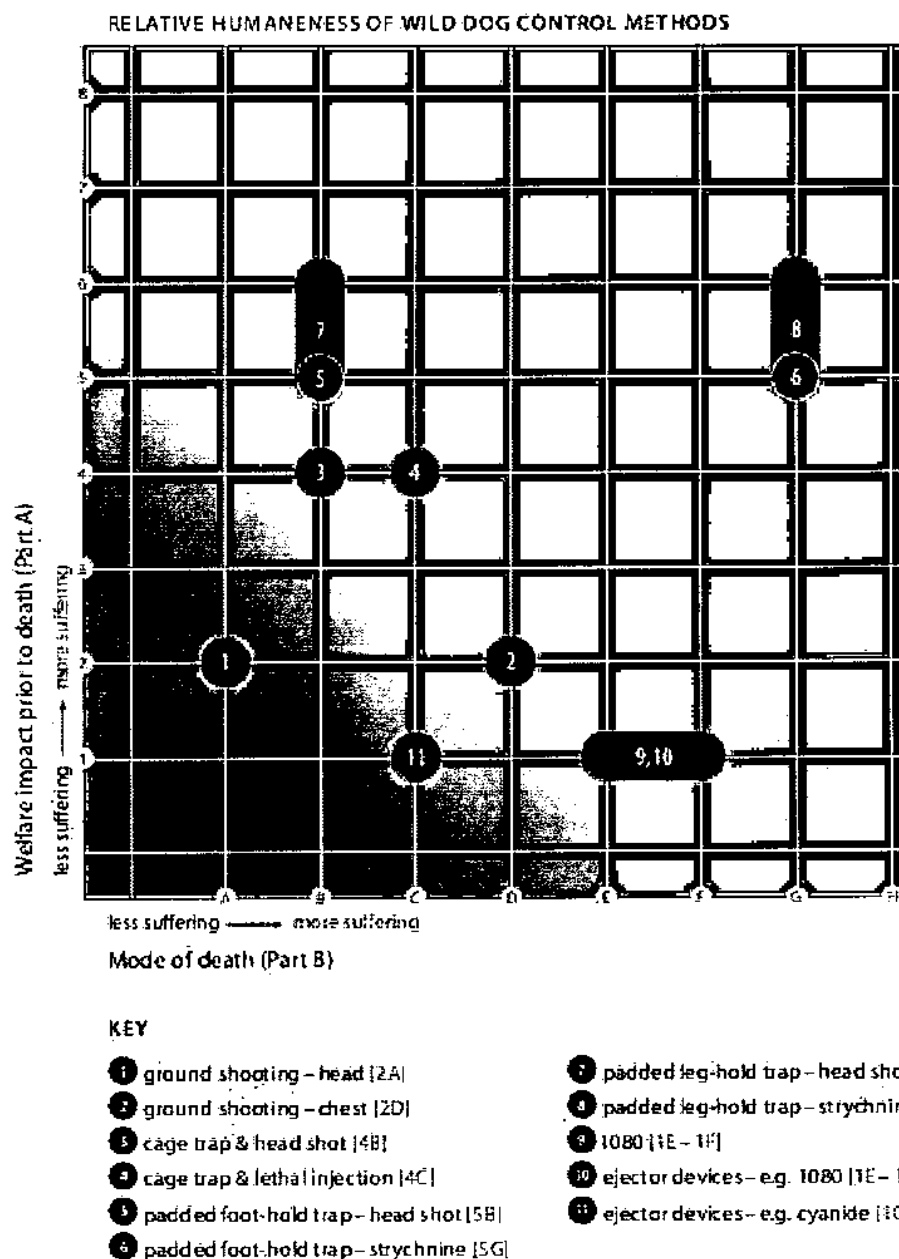 RELATIVE HUMANENESS OF WILD DOG CONTROL METHODS
8
7
6
5
4
3
2
1
7
8
5
6
3
4
1
2
11
9,10
Welfare impact prior to death (Part A)
less suffering → more suffering
A B C D E F G H
less suffering → more suffering
Mode of death (Part B)
KEY
1 ground shooting – head [2A]
2 ground shooting – chest [2D]
3 cage trap & head shot [4B]
4 cage trap & lethal injection [4C]
5 padded foot-hold trap – head shot [5B]
6 padded foot-hold trap – strychnine [5G]
7 padded leg-hold trap – head sho
8 padded leg-hold trap – strychnin
9 1080 [1E – 1F]
10 ejector devices – e.g. 1080 [1E – 1
11 ejector devices – e.g. cyanide [1C